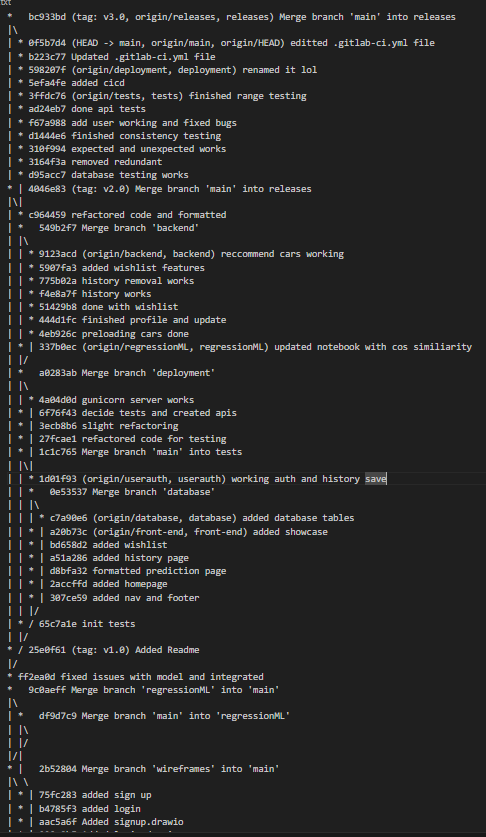 txt
*   bc933bd (tag: v3.0, origin/releases, releases) Merge branch 'main' into releases
|\
| * 0f5b7d4 (HEAD -> main, origin/main, origin/HEAD) editted .gitlab-ci.yml file
| * b223c77 Updated .gitlab-ci.yml file
| * 598207f (origin/deployment, deployment) renamed it lol
| * 5efa4fe added cicd
| * 3ffdc76 (origin/tests, tests) finished range testing
| * ad24eb7 done api tests
| * f67a988 add user working and fixed bugs
| * d1444e6 finished consistency testing
| * 310f994 expected and unexpected works
| * 3164f3a removed redundant
| * d95acc7 database testing works
* | 4046e83 (tag: v2.0) Merge branch 'main' into releases
|\|
| * c964459 refactored code and formatted
| *   549b2f7 Merge branch 'backend'
| |\
| | * 9123acd (origin/backend, backend) reccommend cars working
| | * 5907fa3 added wishlist features
| | * 775b02a history removal works
| | * f4e8a7f history works
| | * 51429b8 done with wishlist
| | * 444d1fc finished profile and update
| | * 4eb926c preloading cars done
| * | 337b0ec (origin/regressionML, regressionML) updated notebook with cos similiarity
| |/
| *   a0283ab Merge branch 'deployment'
| |\
| | * 4a04d0d gunicorn server works
| * | 6f76f43 decide tests and created apis
| * | 3ecb8b6 slight refactoring
| * | 27fcae1 refactored code for testing
| * | 1c1c765 Merge branch 'main' into tests
| |\|
| | * 1d01f93 (origin/userauth, userauth) working auth and history save
| | *   0e53537 Merge branch 'database'
| | |\
| | | * c7a90e6 (origin/database, database) added database tables
| | * | a20b73c (origin/front-end, front-end) added showcase
| | * | bd658d2 added wishlist
| | * | a51a286 added history page
| | * | d8bfa32 formatted prediction page
| | * | 2accffd added homepage
| | * | 307ce59 added nav and footer
| | |/
| * / 65c7a1e init tests
| |/
* / 25e0f61 (tag: v1.0) Added Readme
|/
* ff2ea0d fixed issues with model and integrated
*   9c0aeff Merge branch 'regressionML' into 'main'
|\
| *   df9d7c9 Merge branch 'main' into 'regressionML'
| |\
| |/
|/|
* |   2b52804 Merge branch 'wireframes' into 'main'
|\ \
| * | 75fc283 added sign up
| * | b4785f3 added login
| * | aac5a6f Added signup.drawio